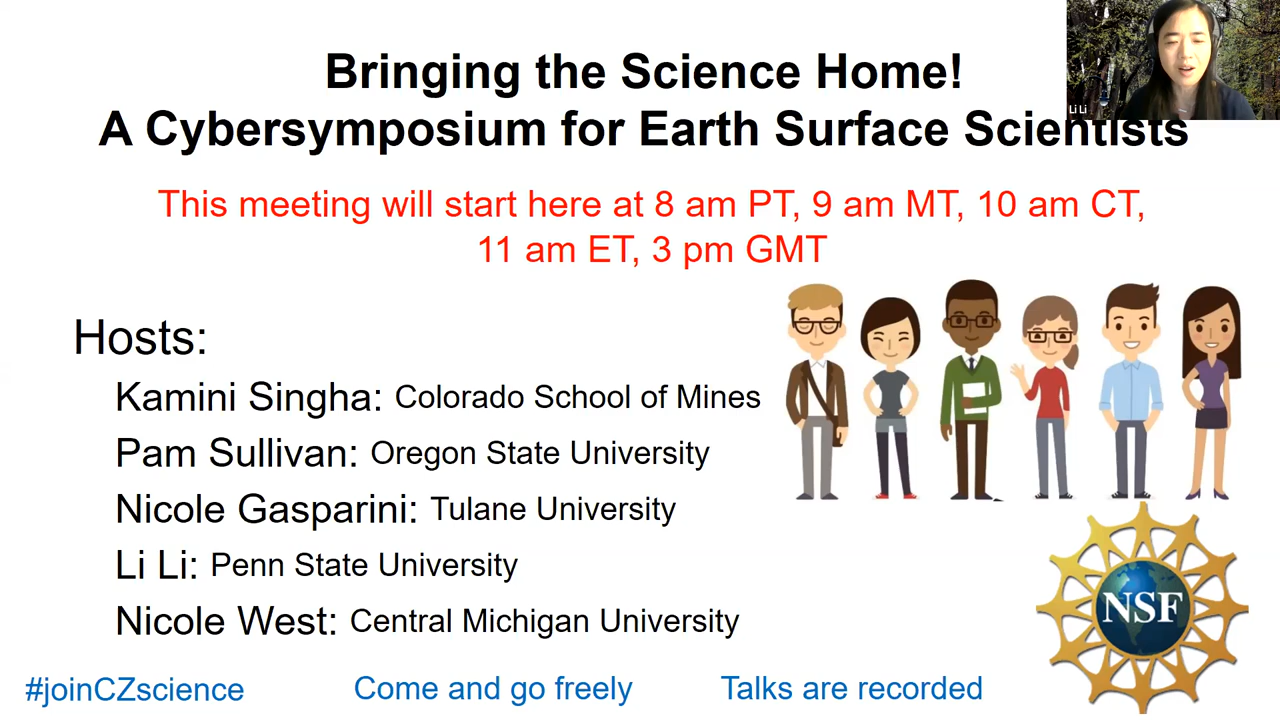 Bringing the Science Home!
A Cybersymposium for Earth Surface Scientists
Li Li
This meeting will start here at 8 am PT, 9 am MT, 10 am CT,
11 am ET, 3 pm GMT
Hosts:
Kamini Singha: Colorado School of Mines
Pam Sullivan: Oregon State University
Nicole Gasparini: Tulane University
Li Li: Penn State University
Nicole West: Central Michigan University
NSF
#joinCZscience Come and go freely Talks are recorded